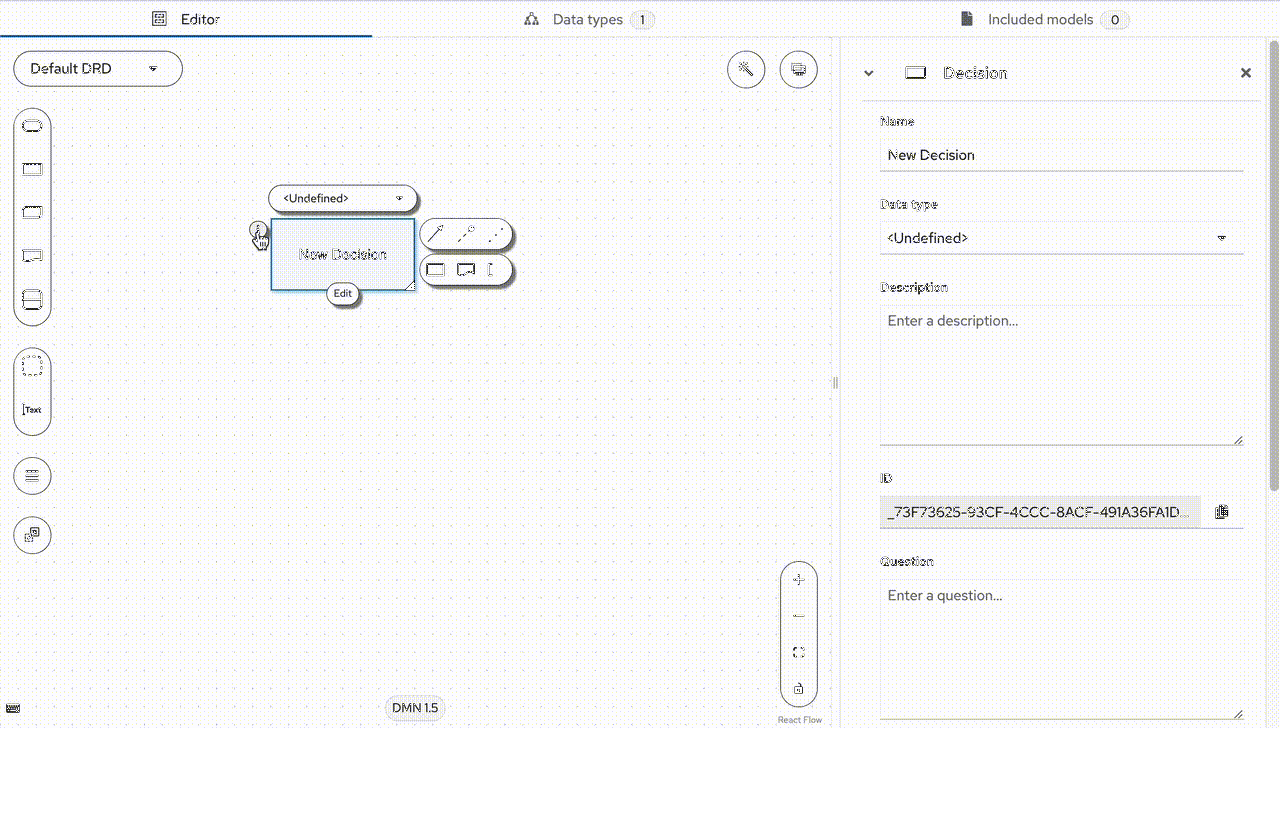 Editor
Data types 1
Included models 0
Default DRD
Text
<Undefined>
New Decision
Edit
DMN 1.5
React Flow
Decision
Name
New Decision
Data type
<Undefined>
Description
Enter a description...
ID
_73F73625-93CF-4CCC-8ACF-491A36FA1D...
Question
Enter a question...